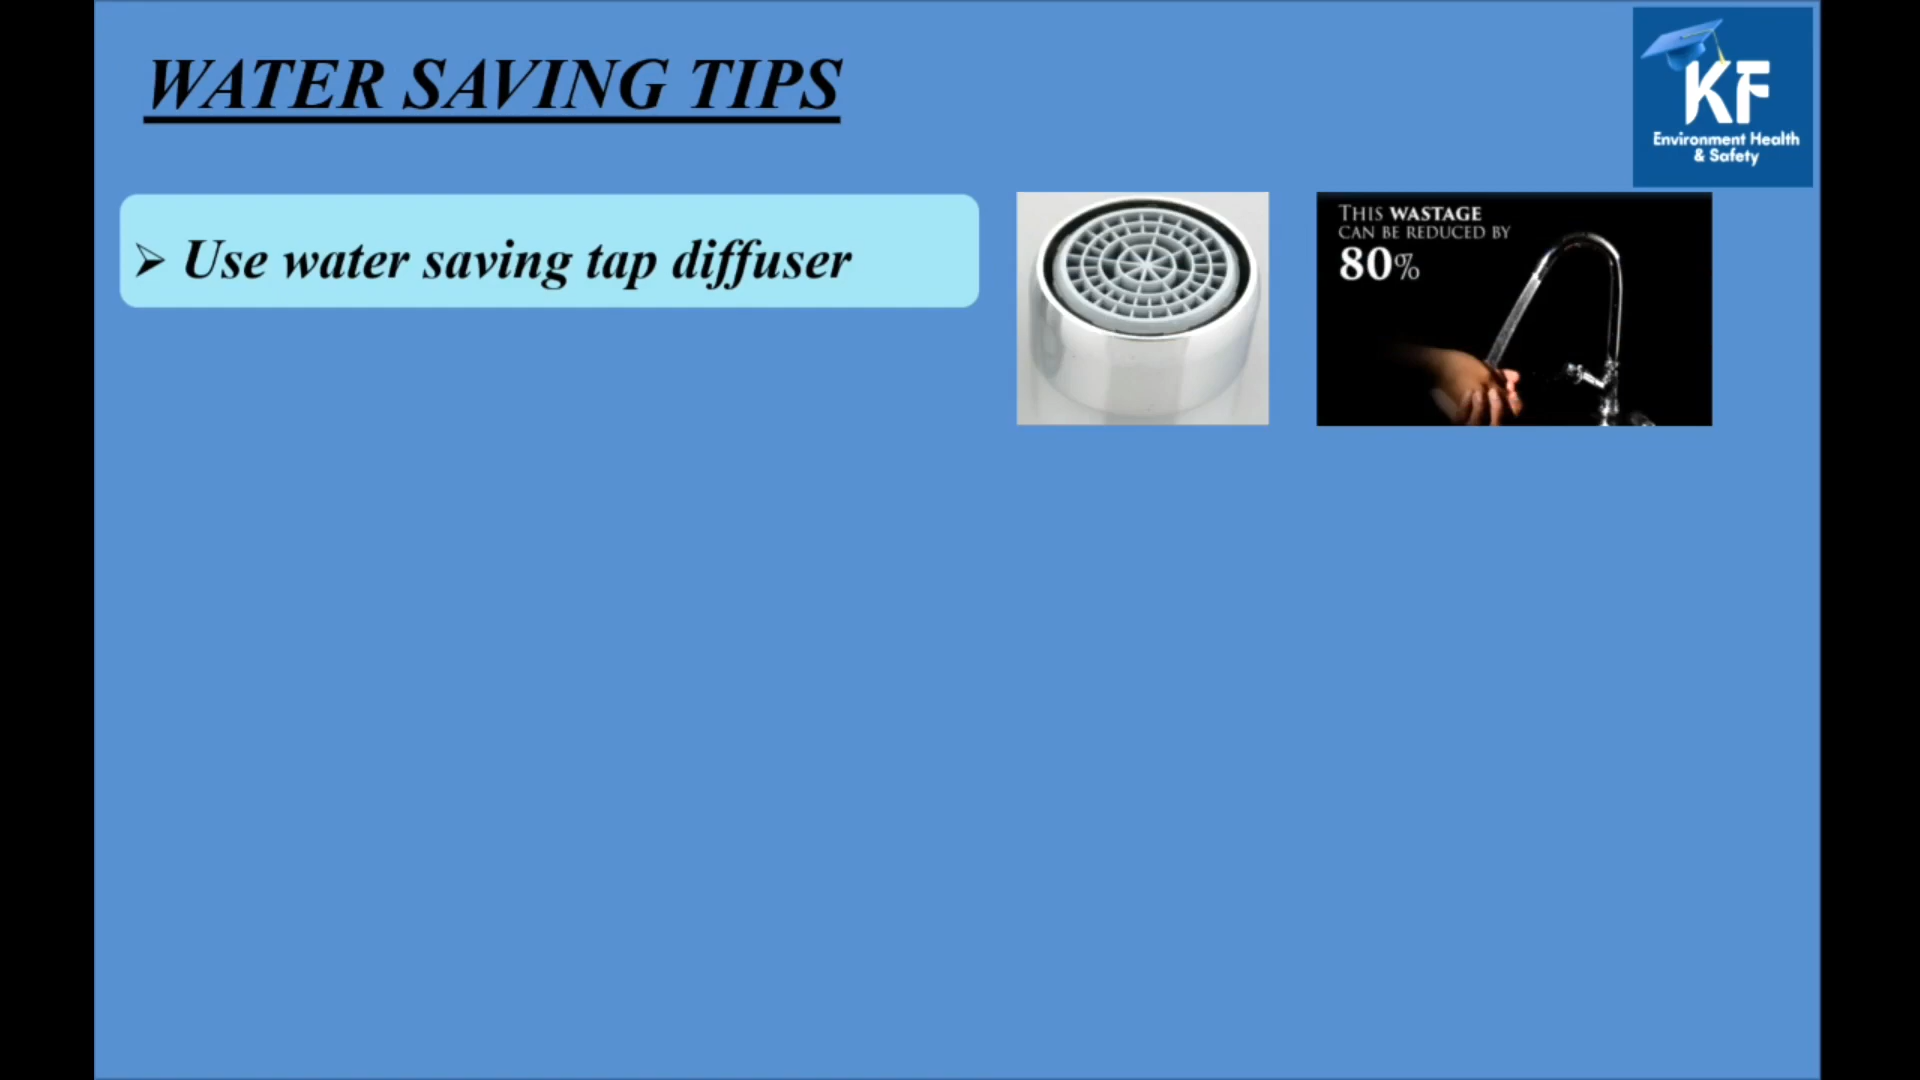 WATER SAVING TIPS
KF
Environment Health
& Safety
➢ Use water saving tap diffuser
THIS WASTAGE
CAN BE REDUCED BY
80%